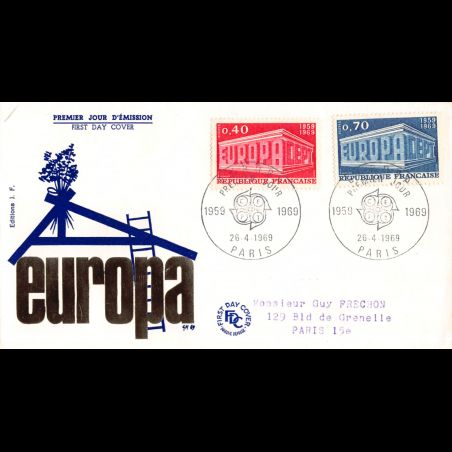 PREMIER JOUR D'ÉMISSION
FIRST DAY COVER
Editions J. F.
europa
0,40
1959
1969
EUROPA CEPT
REPUBLIQUE FRANÇAISE
0,70
1959
1969
EUROPA CEPT
REPUBLIQUE FRANÇAISE
PREMIER JOUR
1959 1969
26-4-1969
PARIS
PREMIER JOUR
1959 1969
26-4-1969
PARIS
FIRST DAY COVER
FDC
Monsieur Guy FRECHON
129 Bld de Grenelle
PARIS 15e